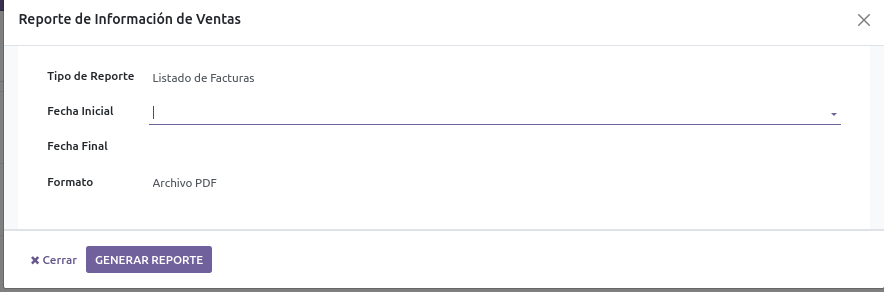 Reporte de Información de Ventas
Tipo de Reporte Listado de Facturas
Fecha Inicial
Fecha Final
Formato Archivo PDF
Cerrar GENERAR REPORTE